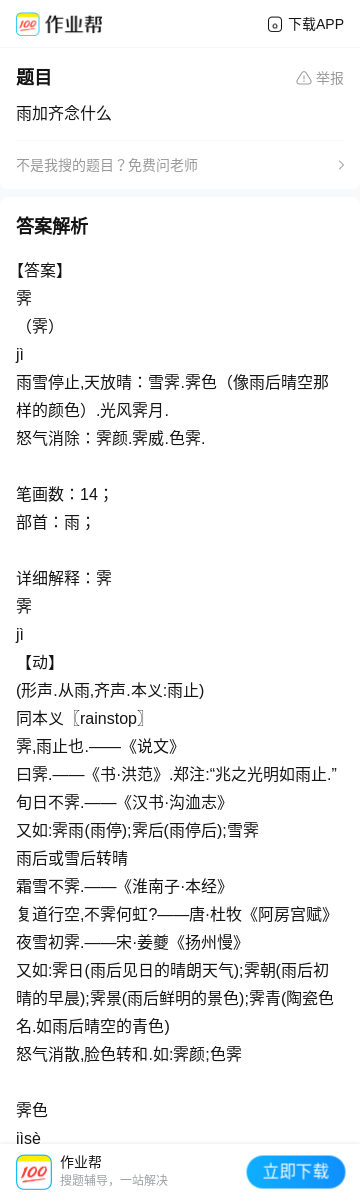 作业帮
下载APP
题目
举报
雨加齐念什么
不是我搜的题目？免费问老师
答案解析
【答案】
霁
（霁）
jì
雨雪停止,天放晴：雪霁.霁色（像雨后晴空那
样的颜色）.光风霁月.
怒气消除：霁颜.霁威.色霁.
笔画数：14；
部首：雨；
详细解释：霁
霁
jì
【动】
(形声.从雨,齐声.本义:雨止)
同本义〖rainstop〗
霁,雨止也.——《说文》
曰霁.——《书·洪范》.郑注:“兆之光明如雨止.”
旬日不霁.——《汉书·沟洫志》
又如:霁雨(雨停);霁后(雨停后);雪霁
雨后或雪后转晴
霜雪不霁.——《淮南子·本经》
复道行空,不霁何虹?——唐·杜牧《阿房宫赋》
夜雪初霁.——宋·姜夔《扬州慢》
又如:霁日(雨后见日的晴朗天气);霁朝(雨后初
晴的早晨);霁景(雨后鲜明的景色);霁青(陶瓷色
名.如雨后晴空的青色)
怒气消散,脸色转和.如:霁颜;色霁
霁色
jìsè
100
作业帮
搜题辅导，一站解决
立即下载